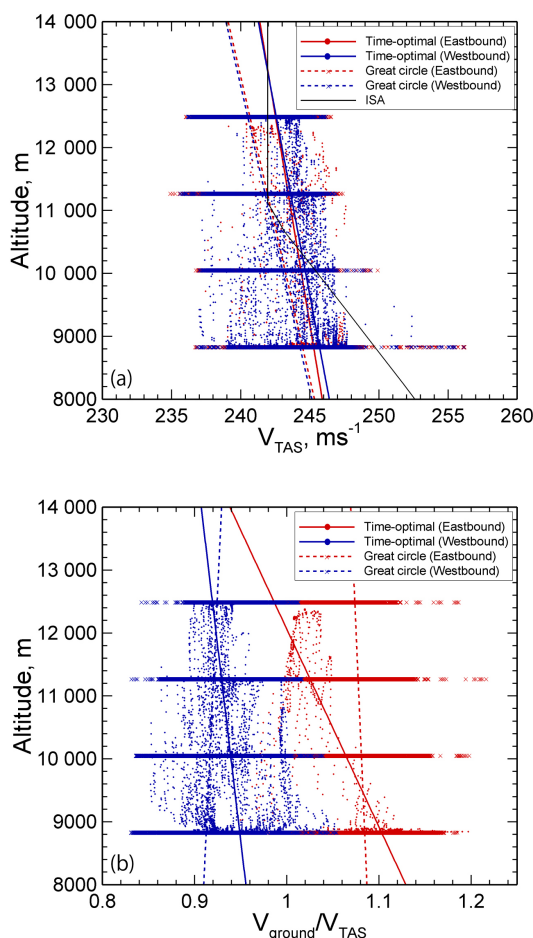 14 000
13 000
12 000
11 000
10 000
9000
8000
Altitude, m
Time-optimal (Eastbound)
Time-optimal (Westbound)
Great circle (Eastbound)
Great circle (Westbound)
ISA
(a)
230 235 240 245 250 255 260
V_TAS, ms⁻¹
14 000
13 000
12 000
11 000
10 000
9000
8000
Altitude, m
Time-optimal (Eastbound)
Time-optimal (Westbound)
Great circle (Eastbound)
Great circle (Westbound)
(b)
0.8 0.9 1 1.1 1.2
V_ground/V_TAS